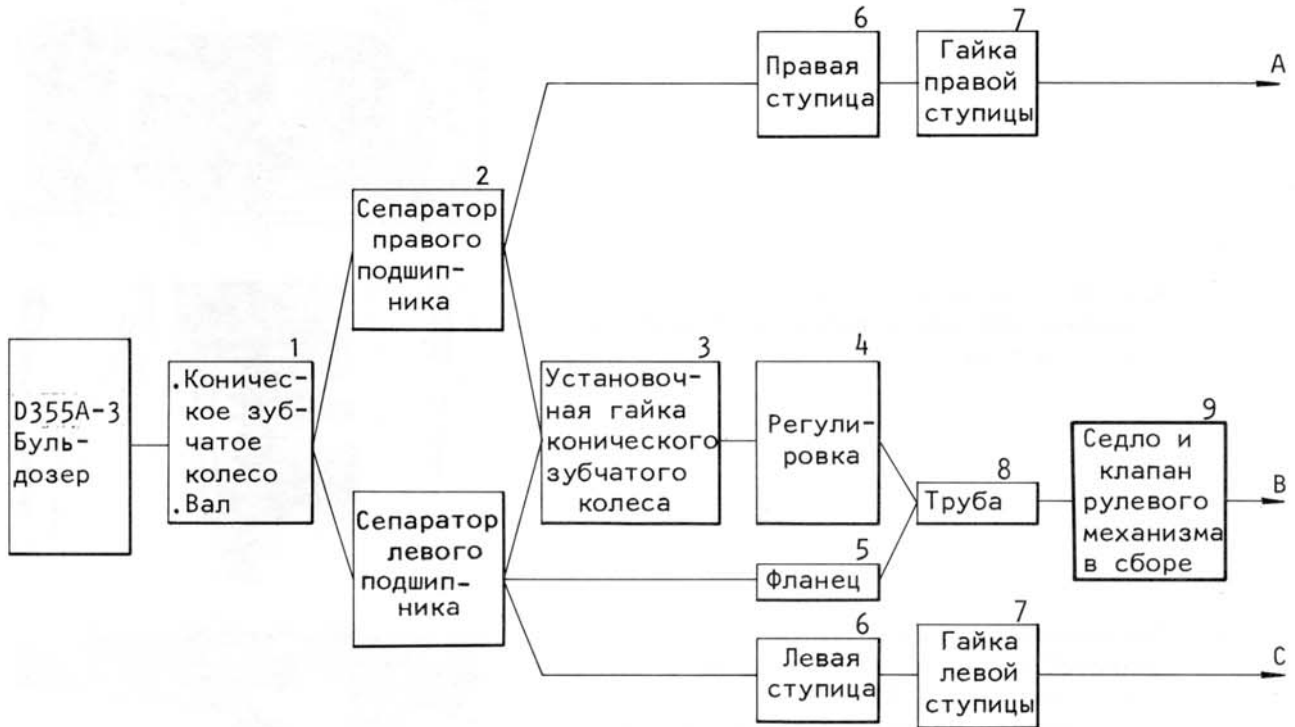 6
Правая
ступица
7
Гайка
правой
ступицы
A
2
Сепаратор
правого
подшип-
ника
D355A-3
Буль-
дозер
1
.Коничес-
кое зуб-
чатое
колесо
.Вал
3
Установоч-
ная гайка
конического
зубчатого
колеса
4
Регули-
ровка
8
Труба
9
Седло и
клапан
рулевого
механизма
в сборе
B
Сепаратор
левого
подшип-
ника
5
Фланец
6
Левая
ступица
7
Гайка
левой
ступицы
C